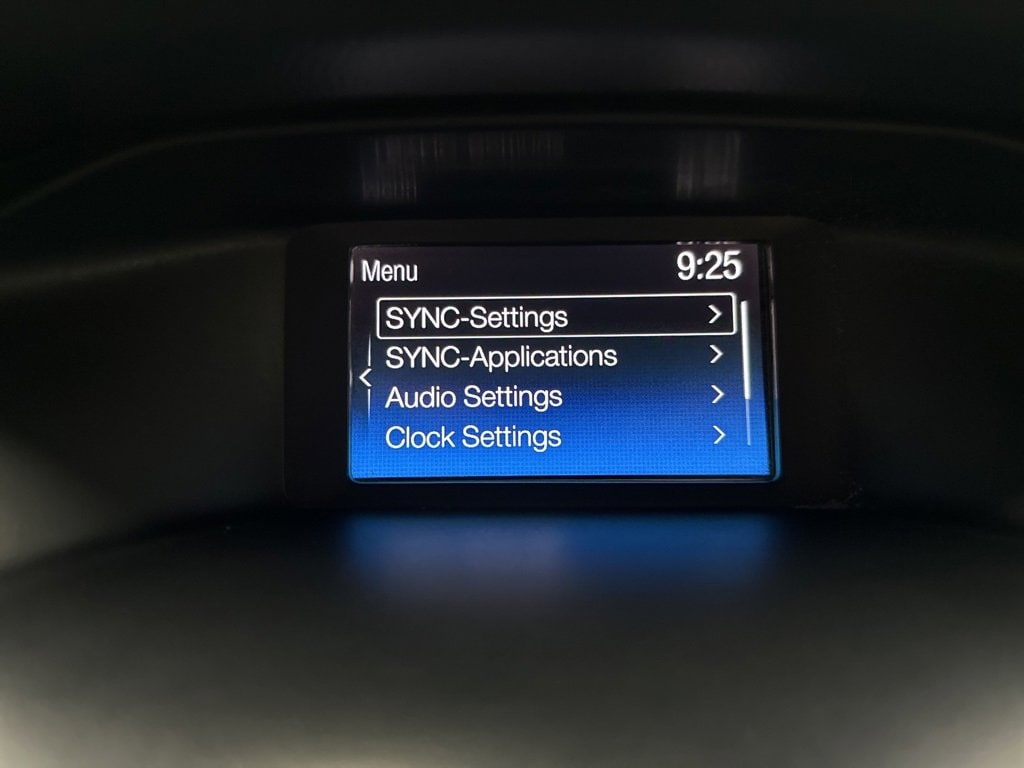 Menu
9:25
SYNC-Settings
SYNC-Applications
Audio Settings
Clock Settings